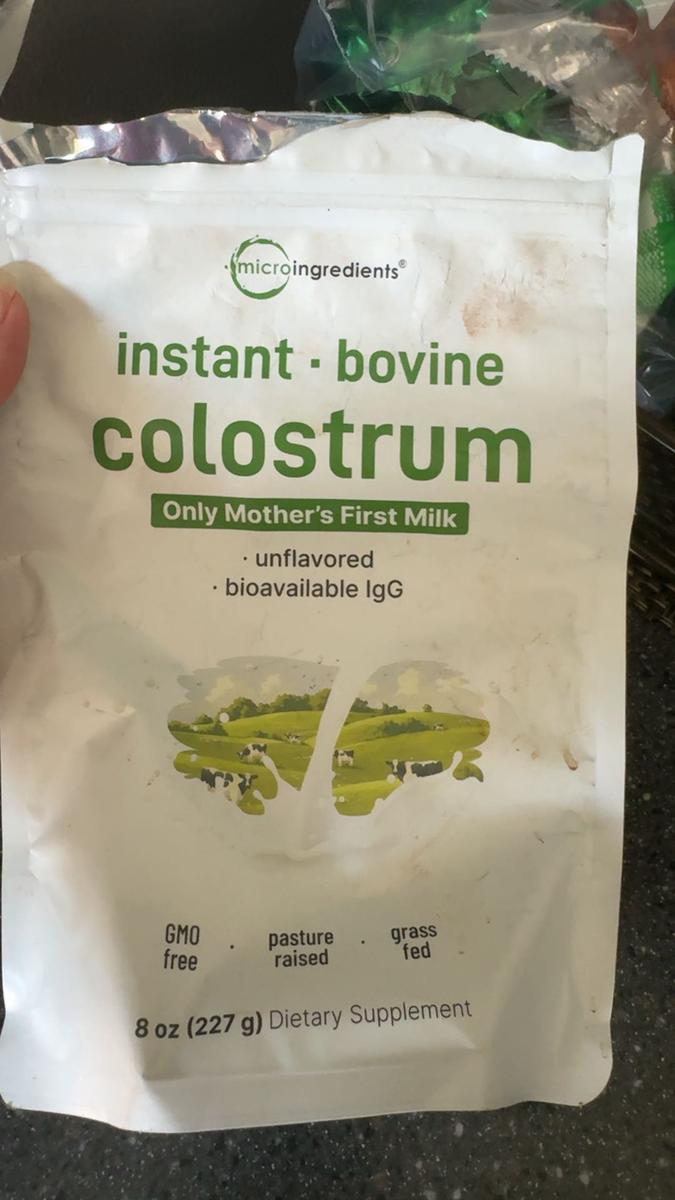 microingredients®
instant · bovine
colostrum
Only Mother's First Milk
· unflavored
· bioavailable IgG
GMO free · pasture raised · grass fed
8 oz (227 g) Dietary Supplement